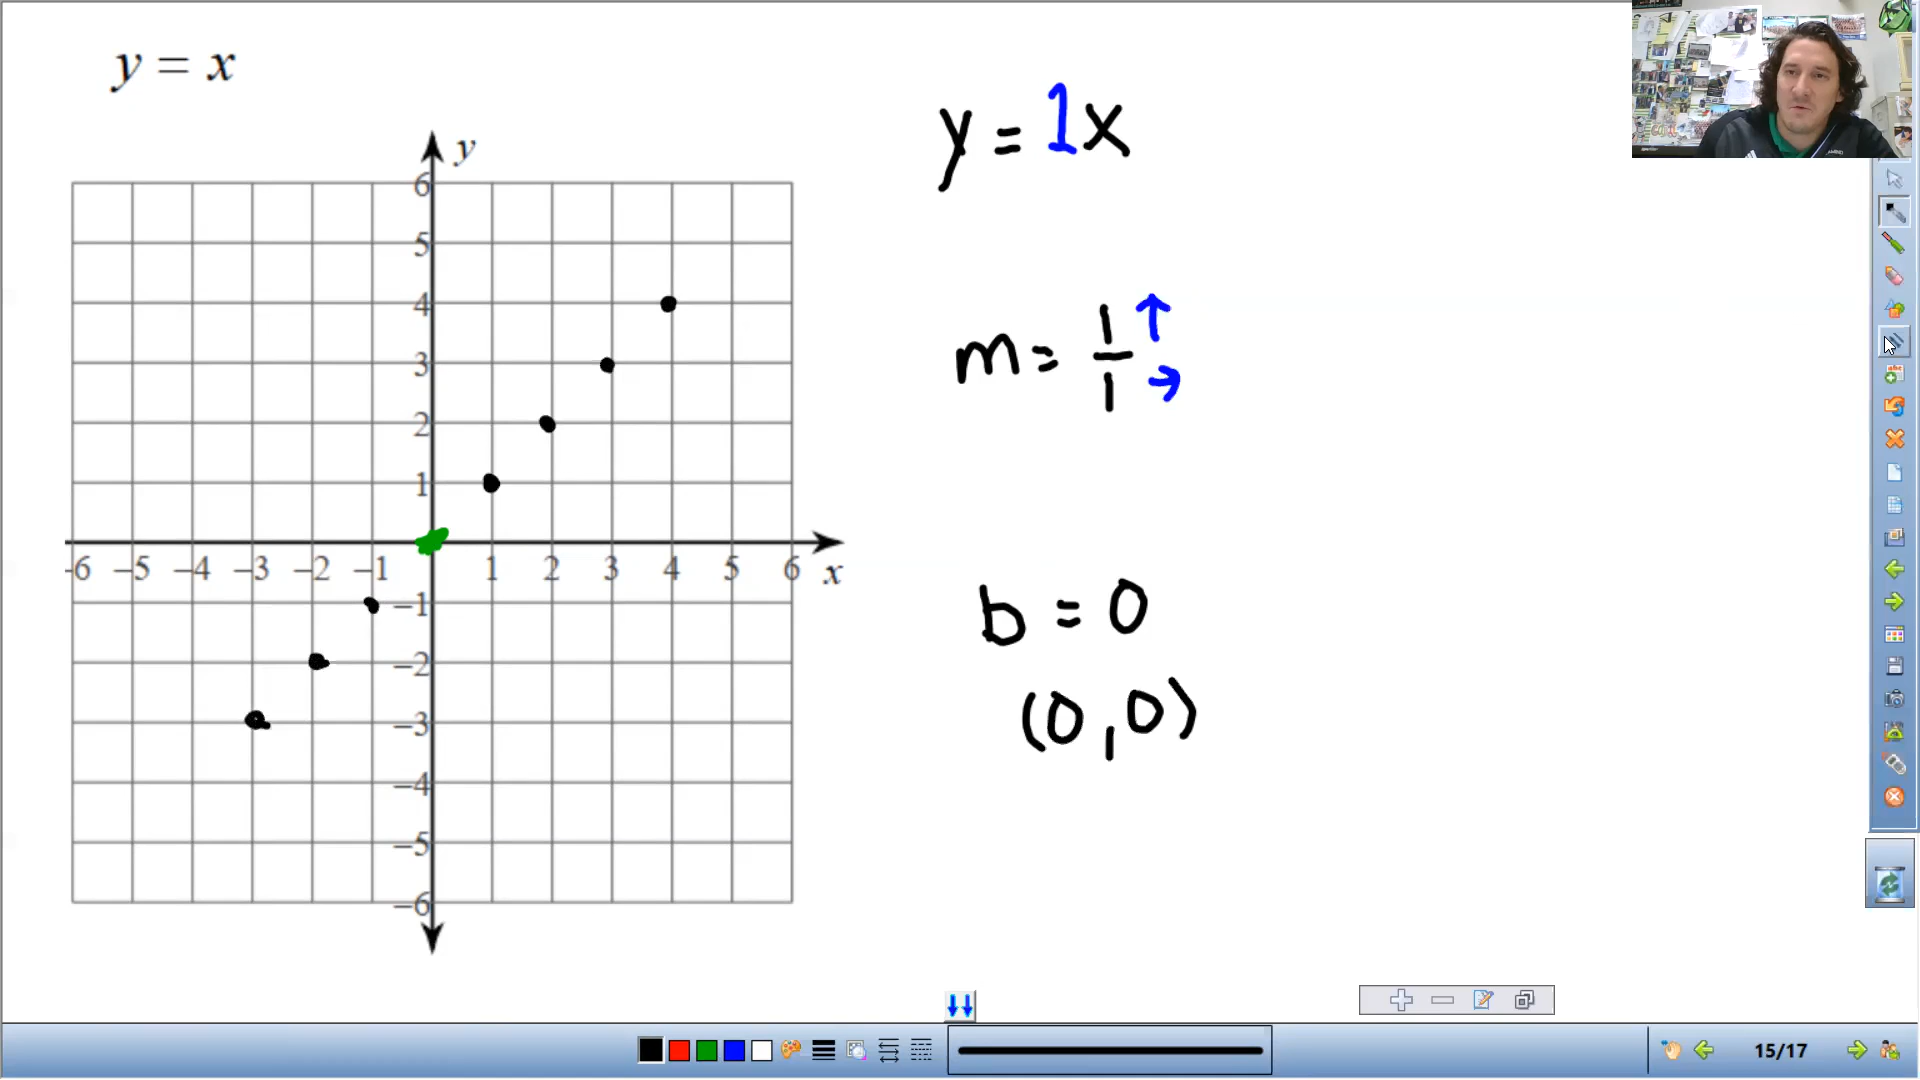 y = x
y = 1x
y
6
5
4
3
2
1
-6 -5 -4 -3 -2 -1 1 2 3 4 5 6 x
-1
-2
-3
-4
-5
-6
m = 1/1 ↑ →
b = 0
(0,0)
15/17